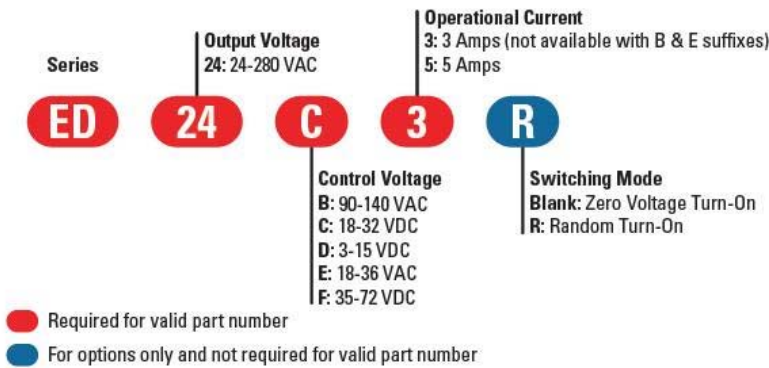 Operational Current
3: 3 Amps (not available with B & E suffixes)
5: 5 Amps
Output Voltage
24: 24-280 VAC
Series
ED 24 C 3 R
Control Voltage
B: 90-140 VAC
C: 18-32 VDC
D: 3-15 VDC
E: 18-36 VAC
F: 35-72 VDC
Switching Mode
Blank: Zero Voltage Turn-On
R: Random Turn-On
Required for valid part number
For options only and not required for valid part number